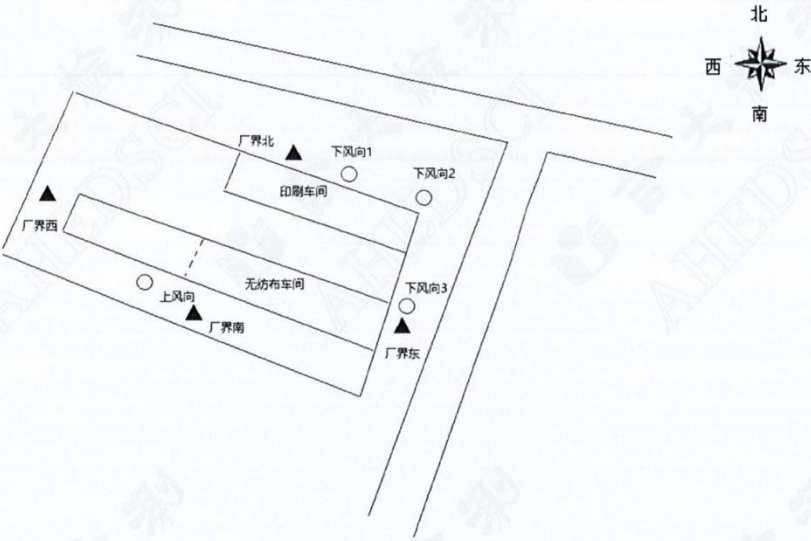 北
西
东
南
厂界北
下风向1
下风向2
印刷车间
厂界西
无纺布车间
上风向
下风向3
厂界南
厂界东
AHEDSCI
AHEDSCI